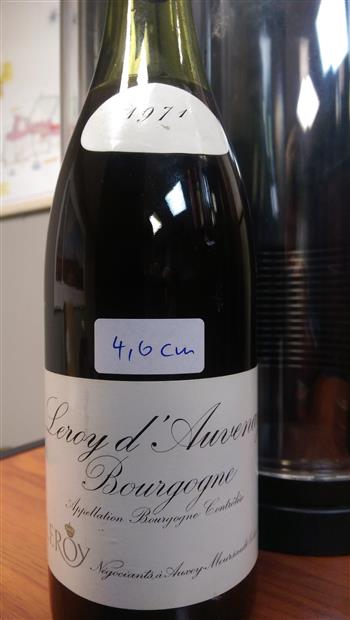 1971
4,6 cm
Leroy d'Auvenay
Bourgogne
Appellation Bourgogne Contrôlée
LEROY
Négociants à Auxey-Meursault